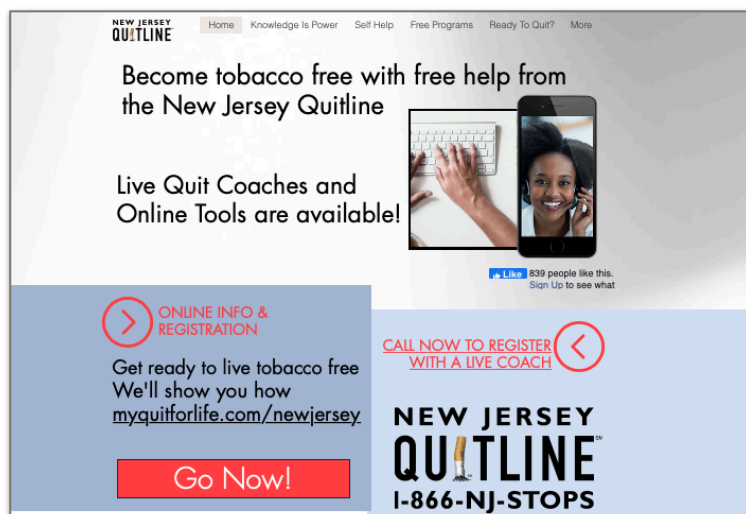 NEW JERSEY
QUITLINE
Home Knowledge Is Power Self Help Free Programs Ready To Quit? More
Become tobacco free with free help from
the New Jersey Quitline
Live Quit Coaches and
Online Tools are available!
Like 839 people like this.
Sign Up to see what
ONLINE INFO &
REGISTRATION
Get ready to live tobacco free
We'll show you how
myquitforlife.com/newjersey
Go Now!
CALL NOW TO REGISTER
WITH A LIVE COACH
NEW JERSEY
QUITLINE℠
1-866-NJ-STOPS